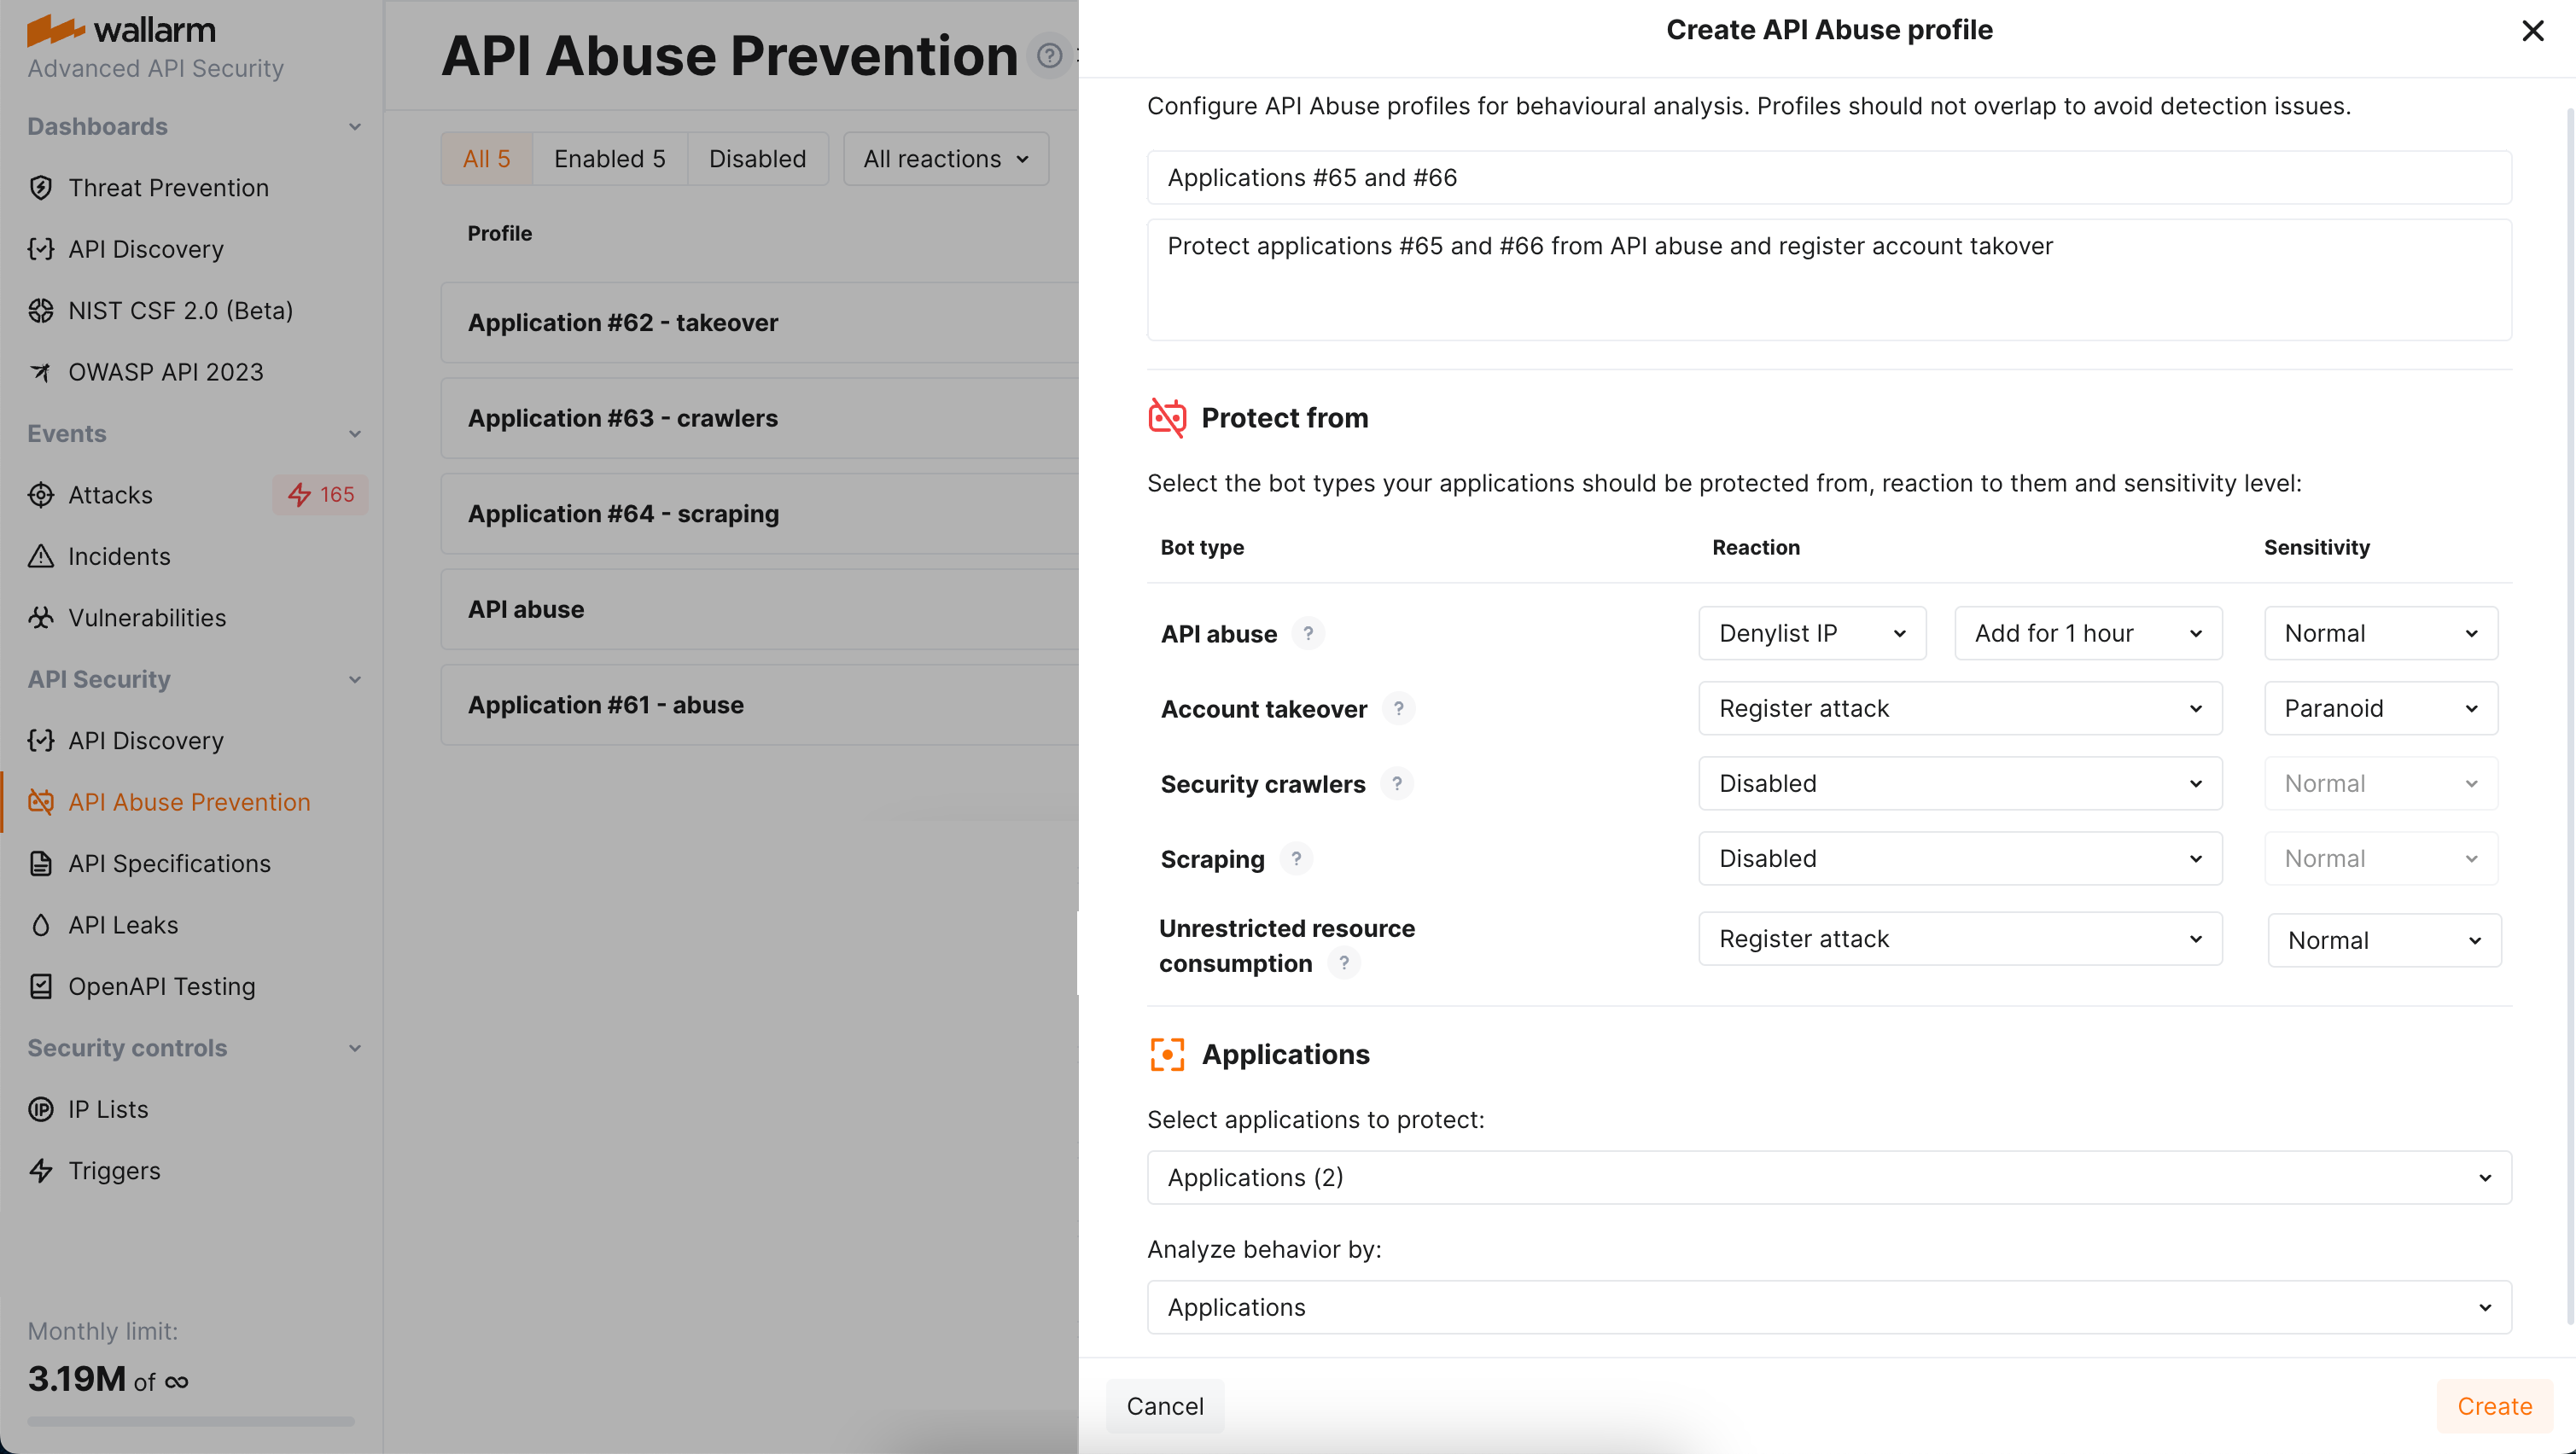 wallarm
Advanced API Security
Dashboards
Threat Prevention
API Discovery
NIST CSF 2.0 (Beta)
OWASP API 2023
Events
Attacks
165
Incidents
Vulnerabilities
API Security
API Discovery
API Abuse Prevention
API Specifications
API Leaks
OpenAPI Testing
Security controls
IP Lists
Triggers
Monthly limit:
3.19M of ∞
API Abuse Prevention ?
All 5
Enabled 5
Disabled
All reactions
Profile
Application #62 - takeover
Application #63 - crawlers
Application #64 - scraping
API abuse
Application #61 - abuse
Create API Abuse profile
Configure API Abuse profiles for behavioural analysis. Profiles should not overlap to avoid detection issues.
Applications #65 and #66
Protect applications #65 and #66 from API abuse and register account takover
Protect from
Select the bot types your applications should be protected from, reaction to them and sensitivity level:
Bot type Reaction Sensitivity
API abuse ? Denylist IP Add for 1 hour Normal
Account takeover ? Register attack Paranoid
Security crawlers ? Disabled Normal
Scraping ? Disabled Normal
Unrestricted resource
consumption ? Register attack Normal
Applications
Select applications to protect:
Applications (2)
Analyze behavior by:
Applications
Cancel Create